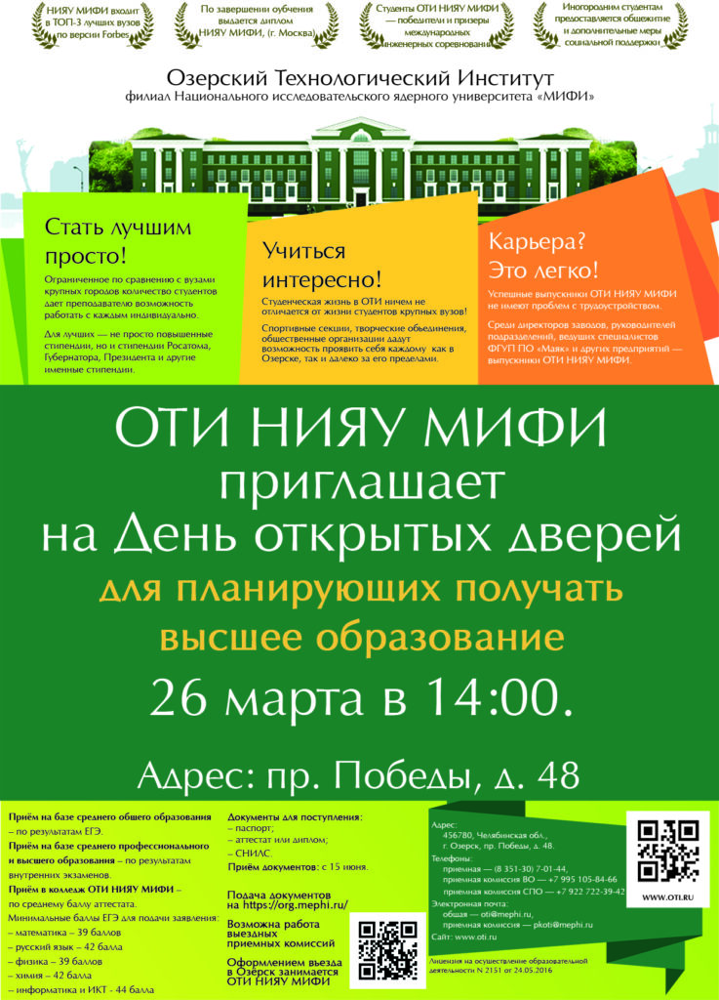 НИЯУ МИФИ входит
в ТОП-3 лучших вузов
по версии Forbes
По завершении оубчения
выдается диплом
НИЯУ МИФИ, (г. Москва)
Студенты ОТИ НИЯУ МИФИ
— победители и призеры
международных
инженерных соревнований
Иногородним студентам
предоставляется общежитие
и дополнительные меры
социальной поддержки
Озерский Технологический Институт
филиал Национального исследовательского ядерного университета «МИФИ»
Стать лучшим
просто!
Ограниченное по сравнению с вузами
крупных городов количество студентов
дает преподавателю возможность
работать с каждым индивидуально.
Для лучших — не просто повышенные
стипендии, но и стипендии Росатома,
Губернатора, Президента и другие
именные стипендии.
Учиться
интересно!
Студенческая жизнь в ОТИ ничем не
отличается от жизни студентов крупных вузов!
Спортивные секции, творческие объединения,
общественные организации дадут
возможность проявить себя каждому как в
Озерске, так и далеко за его пределами.
Карьера?
Это легко!
Успешные выпускники ОТИ НИЯУ МИФИ
не имеют проблем с трудоустройством.
Среди директоров заводов, руководителей
подразделений, ведущих специалистов
ФГУП ПО «Маяк» и других предприятий —
выпускники ОТИ НИЯУ МИФИ.
ОТИ НИЯУ МИФИ
приглашает
на День открытых дверей
для планирующих получать
высшее образование
26 марта в 14:00.
Адрес: пр. Победы, д. 48
Приём на базе среднего общего образования
– по результатам ЕГЭ.
Приём на базе среднего профессионального
и высшего образования – по результатам
внутренних экзаменов.
Приём в колледж ОТИ НИЯУ МИФИ –
по среднему баллу аттестата.
Минимальные баллы ЕГЭ для подачи заявления:
– математика – 39 баллов
– русский язык – 42 балла
– физика – 39 баллов
– химия – 42 балла
– информатика и ИКТ - 44 балла
Документы для поступления:
– паспорт;
– аттестат или диплом;
– СНИЛС.
Приём документов: с 15 июня.
Подача документов
на https://org.mephi.ru/
Возможна работа
выездных
приемных комиссий
Оформлением въезда
в Озёрск занимается
ОТИ НИЯУ МИФИ
Адрес:
456780, Челябинская обл.,
г. Озерск, пр. Победы, д. 48.
Телефоны:
приемная — (8 351-30) 7-01-44,
приемная комиссия ВО — +7 995 105-84-66
приемная комиссия СПО — +7 922 722-39-42
Электронная почта:
общая — oti@mephi.ru,
приемная комиссия — pkoti@mephi.ru
Сайт: www.oti.ru
WWW.OTI.RU
Лицензия на осуществление образовательной
деятельности N 2151 от 24.05.2016